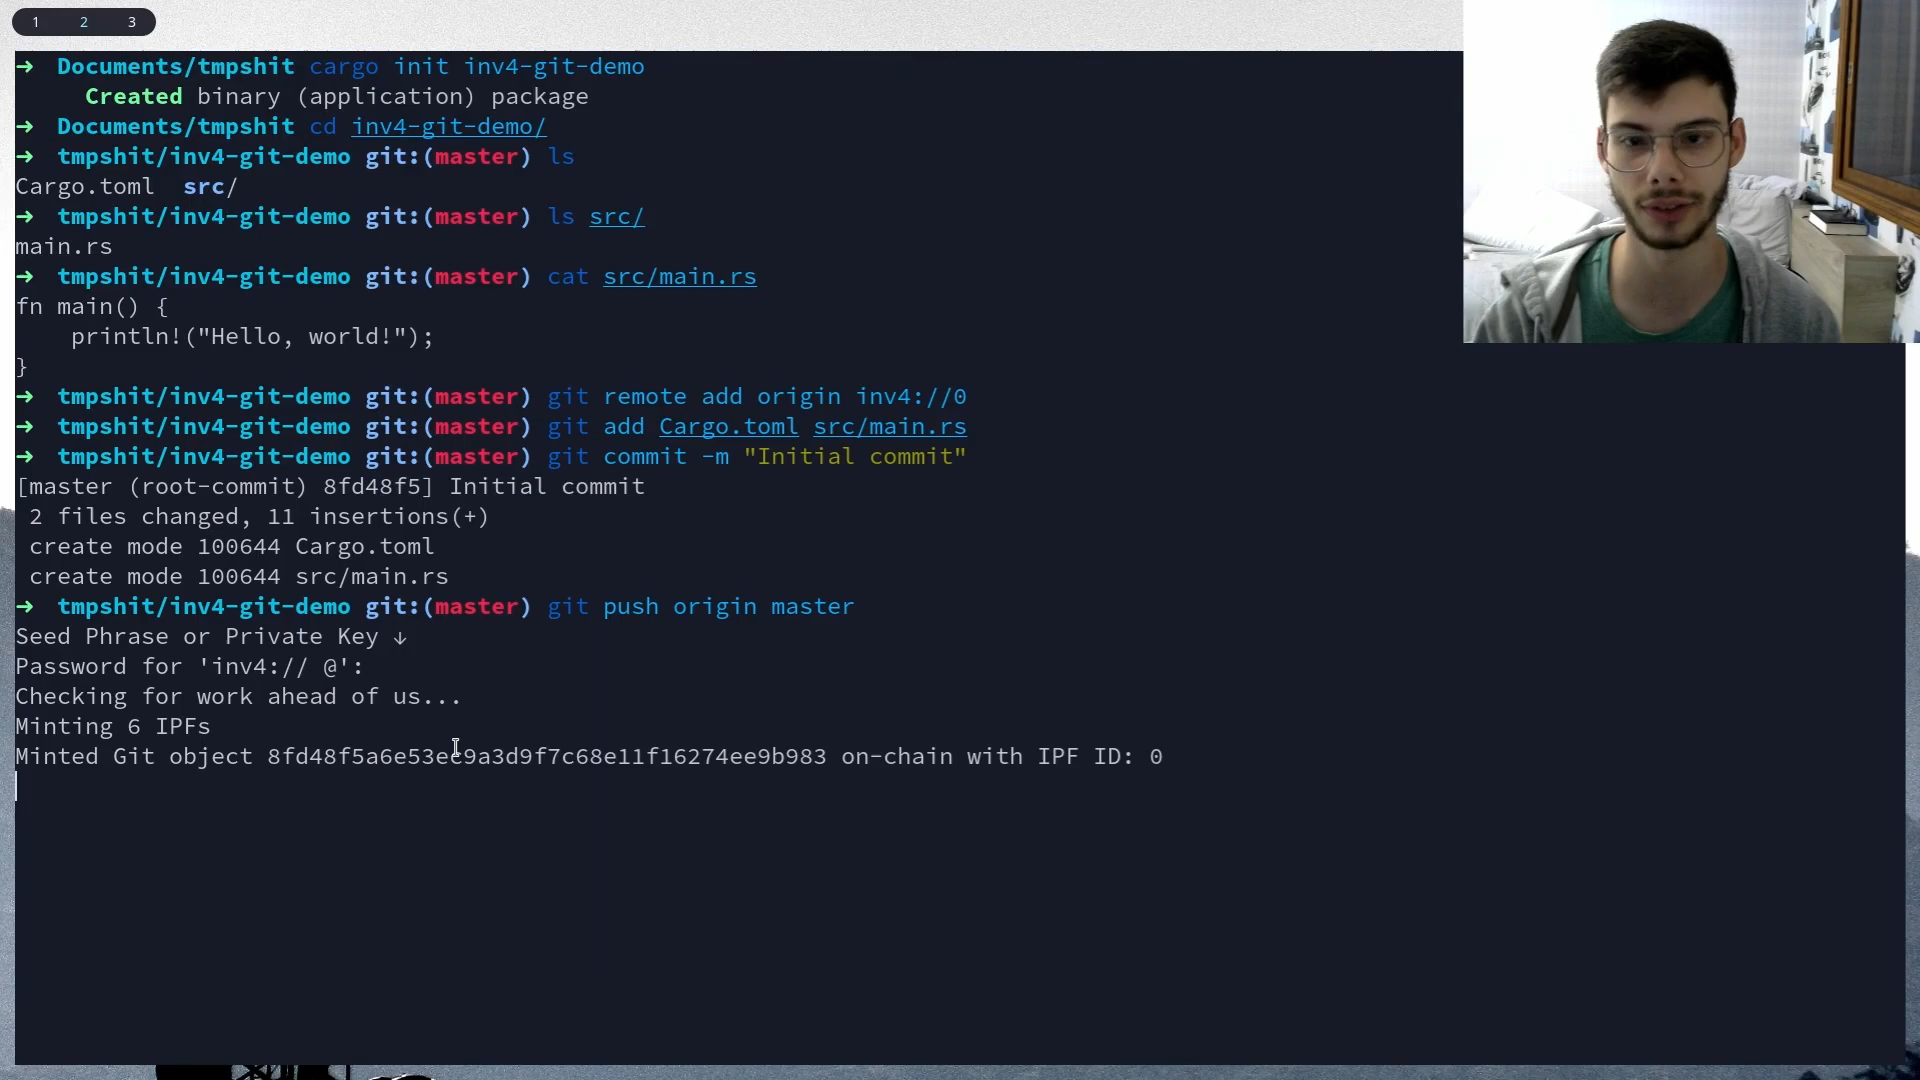 1 2 3
➜ Documents/tmpshit cargo init inv4-git-demo
Created binary (application) package
➜ Documents/tmpshit cd inv4-git-demo/
➜ tmpshit/inv4-git-demo git:(master) ls
Cargo.toml src/
➜ tmpshit/inv4-git-demo git:(master) ls src/
main.rs
➜ tmpshit/inv4-git-demo git:(master) cat src/main.rs
fn main() {
    println!("Hello, world!");
}
➜ tmpshit/inv4-git-demo git:(master) git remote add origin inv4://0
➜ tmpshit/inv4-git-demo git:(master) git add Cargo.toml src/main.rs
➜ tmpshit/inv4-git-demo git:(master) git commit -m "Initial commit"
[master (root-commit) 8fd48f5] Initial commit
 2 files changed, 11 insertions(+)
 create mode 100644 Cargo.toml
 create mode 100644 src/main.rs
➜ tmpshit/inv4-git-demo git:(master) git push origin master
Seed Phrase or Private Key ↓
Password for 'inv4:// @':
Checking for work ahead of us...
Minting 6 IPFs
Minted Git object 8fd48f5a6e53ec9a3d9f7c68e11f16274ee9b983 on-chain with IPF ID: 0